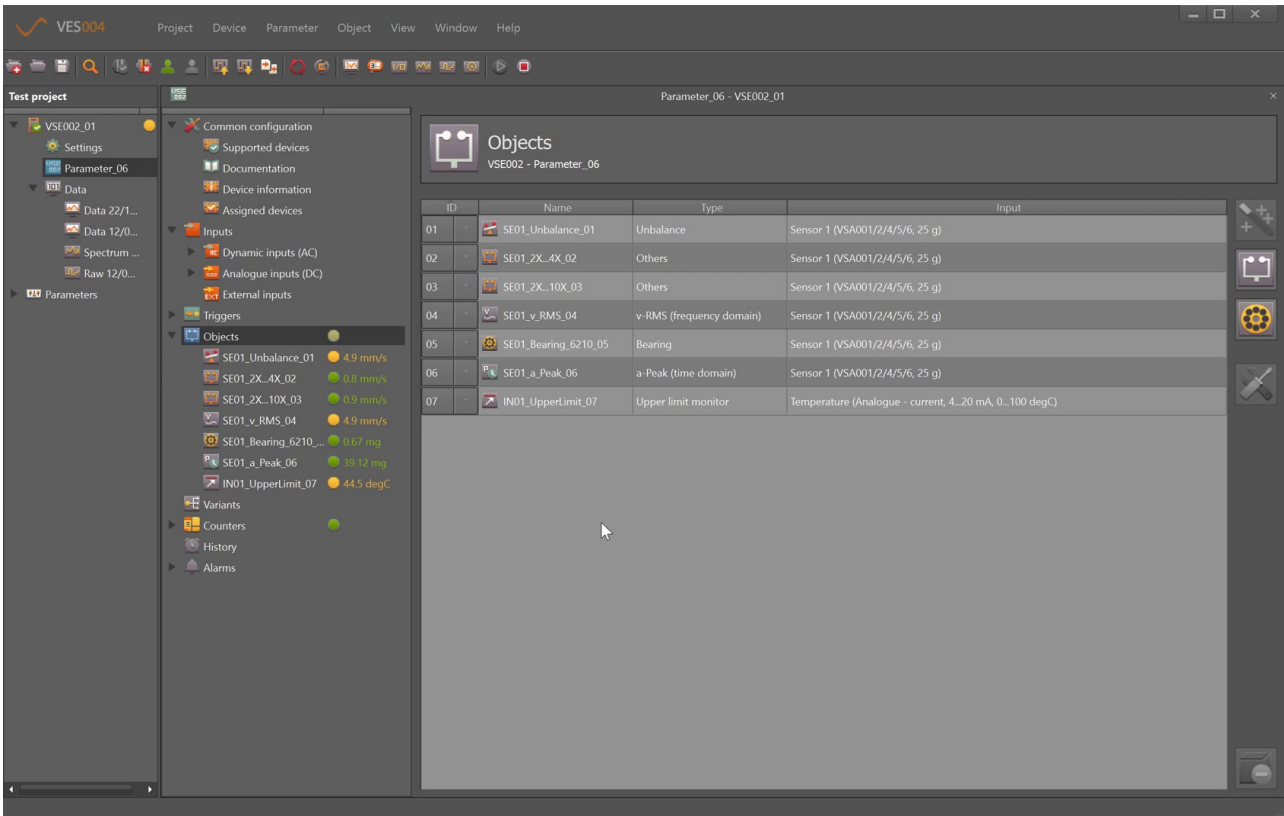 VES004 Project Device Parameter Object View Window Help
Test project
Parameter_06 - VSE002_01
VSE002_01
Settings
Parameter_06
Data
Data 22/1...
Data 12/0...
Spectrum ...
Raw 12/0...
Parameters
Common configuration
Supported devices
Documentation
Device information
Assigned devices
Inputs
Dynamic inputs (AC)
Analogue inputs (DC)
External inputs
Triggers
Objects
SE01_Unbalance_01 4.9 mm/s
SE01_2X...4X_02 0.8 mm/s
SE01_2X...10X_03 0.9 mm/s
SE01_v_RMS_04 4.9 mm/s
SE01_Bearing_6210_... 0.67 mg
SE01_a_Peak_06 39.12 mg
IN01_UpperLimit_07 44.5 degC
Variants
Counters
History
Alarms
Objects
VSE002 - Parameter_06
ID Name Type Input
01 SE01_Unbalance_01 Unbalance Sensor 1 (VSA001/2/4/5/6, 25 g)
02 SE01_2X...4X_02 Others Sensor 1 (VSA001/2/4/5/6, 25 g)
03 SE01_2X...10X_03 Others Sensor 1 (VSA001/2/4/5/6, 25 g)
04 SE01_v_RMS_04 v-RMS (frequency domain) Sensor 1 (VSA001/2/4/5/6, 25 g)
05 SE01_Bearing_6210_05 Bearing Sensor 1 (VSA001/2/4/5/6, 25 g)
06 SE01_a_Peak_06 a-Peak (time domain) Sensor 1 (VSA001/2/4/5/6, 25 g)
07 IN01_UpperLimit_07 Upper limit monitor Temperature (Analogue - current, 4...20 mA, 0...100 degC)